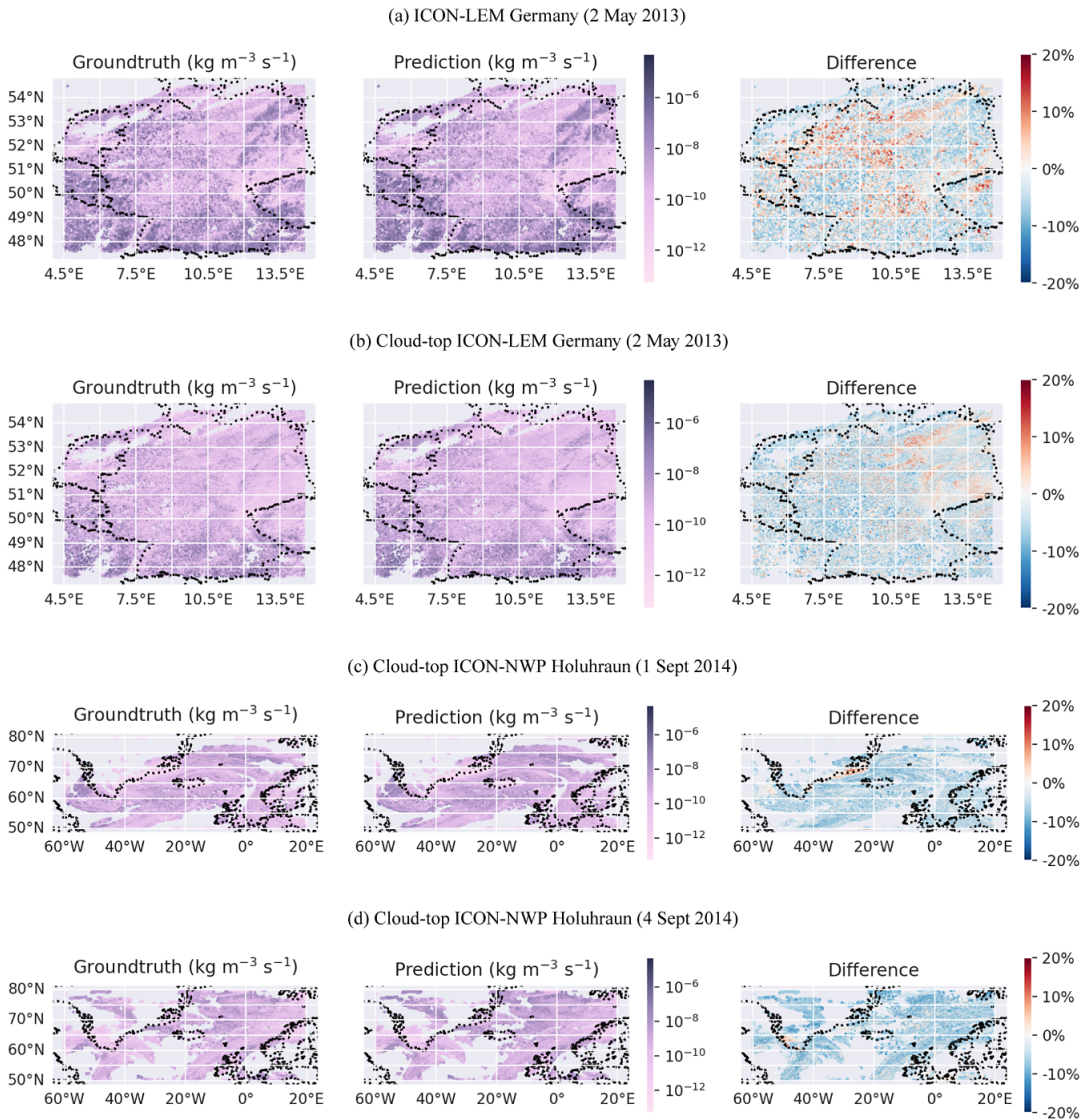 (a) ICON-LEM Germany (2 May 2013)
Groundtruth (kg m⁻³ s⁻¹)
Prediction (kg m⁻³ s⁻¹)
Difference
54°N
53°N
52°N
51°N
50°N
49°N
48°N
4.5°E 7.5°E 10.5°E 13.5°E
4.5°E 7.5°E 10.5°E 13.5°E
10⁻⁶
10⁻⁸
10⁻¹⁰
10⁻¹²
4.5°E 7.5°E 10.5°E 13.5°E
20%
10%
0%
-10%
-20%
(b) Cloud-top ICON-LEM Germany (2 May 2013)
Groundtruth (kg m⁻³ s⁻¹)
Prediction (kg m⁻³ s⁻¹)
Difference
54°N
53°N
52°N
51°N
50°N
49°N
48°N
4.5°E 7.5°E 10.5°E 13.5°E
4.5°E 7.5°E 10.5°E 13.5°E
10⁻⁶
10⁻⁸
10⁻¹⁰
10⁻¹²
4.5°E 7.5°E 10.5°E 13.5°E
20%
10%
0%
-10%
-20%
(c) Cloud-top ICON-NWP Holuhraun (1 Sept 2014)
Groundtruth (kg m⁻³ s⁻¹)
Prediction (kg m⁻³ s⁻¹)
Difference
80°N
70°N
60°N
50°N
60°W 40°W 20°W 0° 20°E
60°W 40°W 20°W 0° 20°E
10⁻⁶
10⁻⁸
10⁻¹⁰
10⁻¹²
60°W 40°W 20°W 0° 20°E
20%
10%
0%
-10%
-20%
(d) Cloud-top ICON-NWP Holuhraun (4 Sept 2014)
Groundtruth (kg m⁻³ s⁻¹)
Prediction (kg m⁻³ s⁻¹)
Difference
80°N
70°N
60°N
50°N
60°W 40°W 20°W 0° 20°E
60°W 40°W 20°W 0° 20°E
10⁻⁶
10⁻⁸
10⁻¹⁰
10⁻¹²
60°W 40°W 20°W 0° 20°E
20%
10%
0%
-10%
-20%